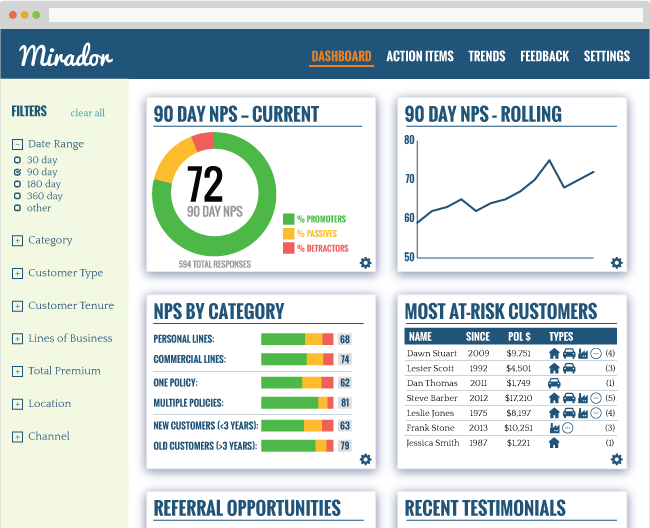 Mirador
DASHBOARD ACTION ITEMS TRENDS FEEDBACK SETTINGS
FILTERS clear all
Date Range
30 day
90 day
180 day
360 day
other
Category
Customer Type
Customer Tenure
Lines of Business
Total Premium
Location
Channel
90 DAY NPS – CURRENT
72
90 DAY NPS
% PROMOTERS
% PASSIVES
% DETRACTORS
594 TOTAL RESPONSES
90 DAY NPS - ROLLING
80
70
60
50
NPS BY CATEGORY
PERSONAL LINES: 68
COMMERCIAL LINES: 74
ONE POLICY: 62
MULTIPLE POLICIES: 81
NEW CUSTOMERS (<3 YEARS): 63
OLD CUSTOMERS (>3 YEARS): 79
MOST AT-RISK CUSTOMERS
NAME SINCE POL $ TYPES
Dawn Stuart 2009 $9,751 (4)
Lester Scott 1992 $4,501 (3)
Dan Thomas 2011 $1,749 (1)
Steve Barber 2012 $17,210 (5)
Leslie Jones 1975 $8,197 (4)
Frank Stone 2013 $10,251 (3)
Jessica Smith 1987 $1,221 (1)
REFERRAL OPPORTUNITIES
RECENT TESTIMONIALS